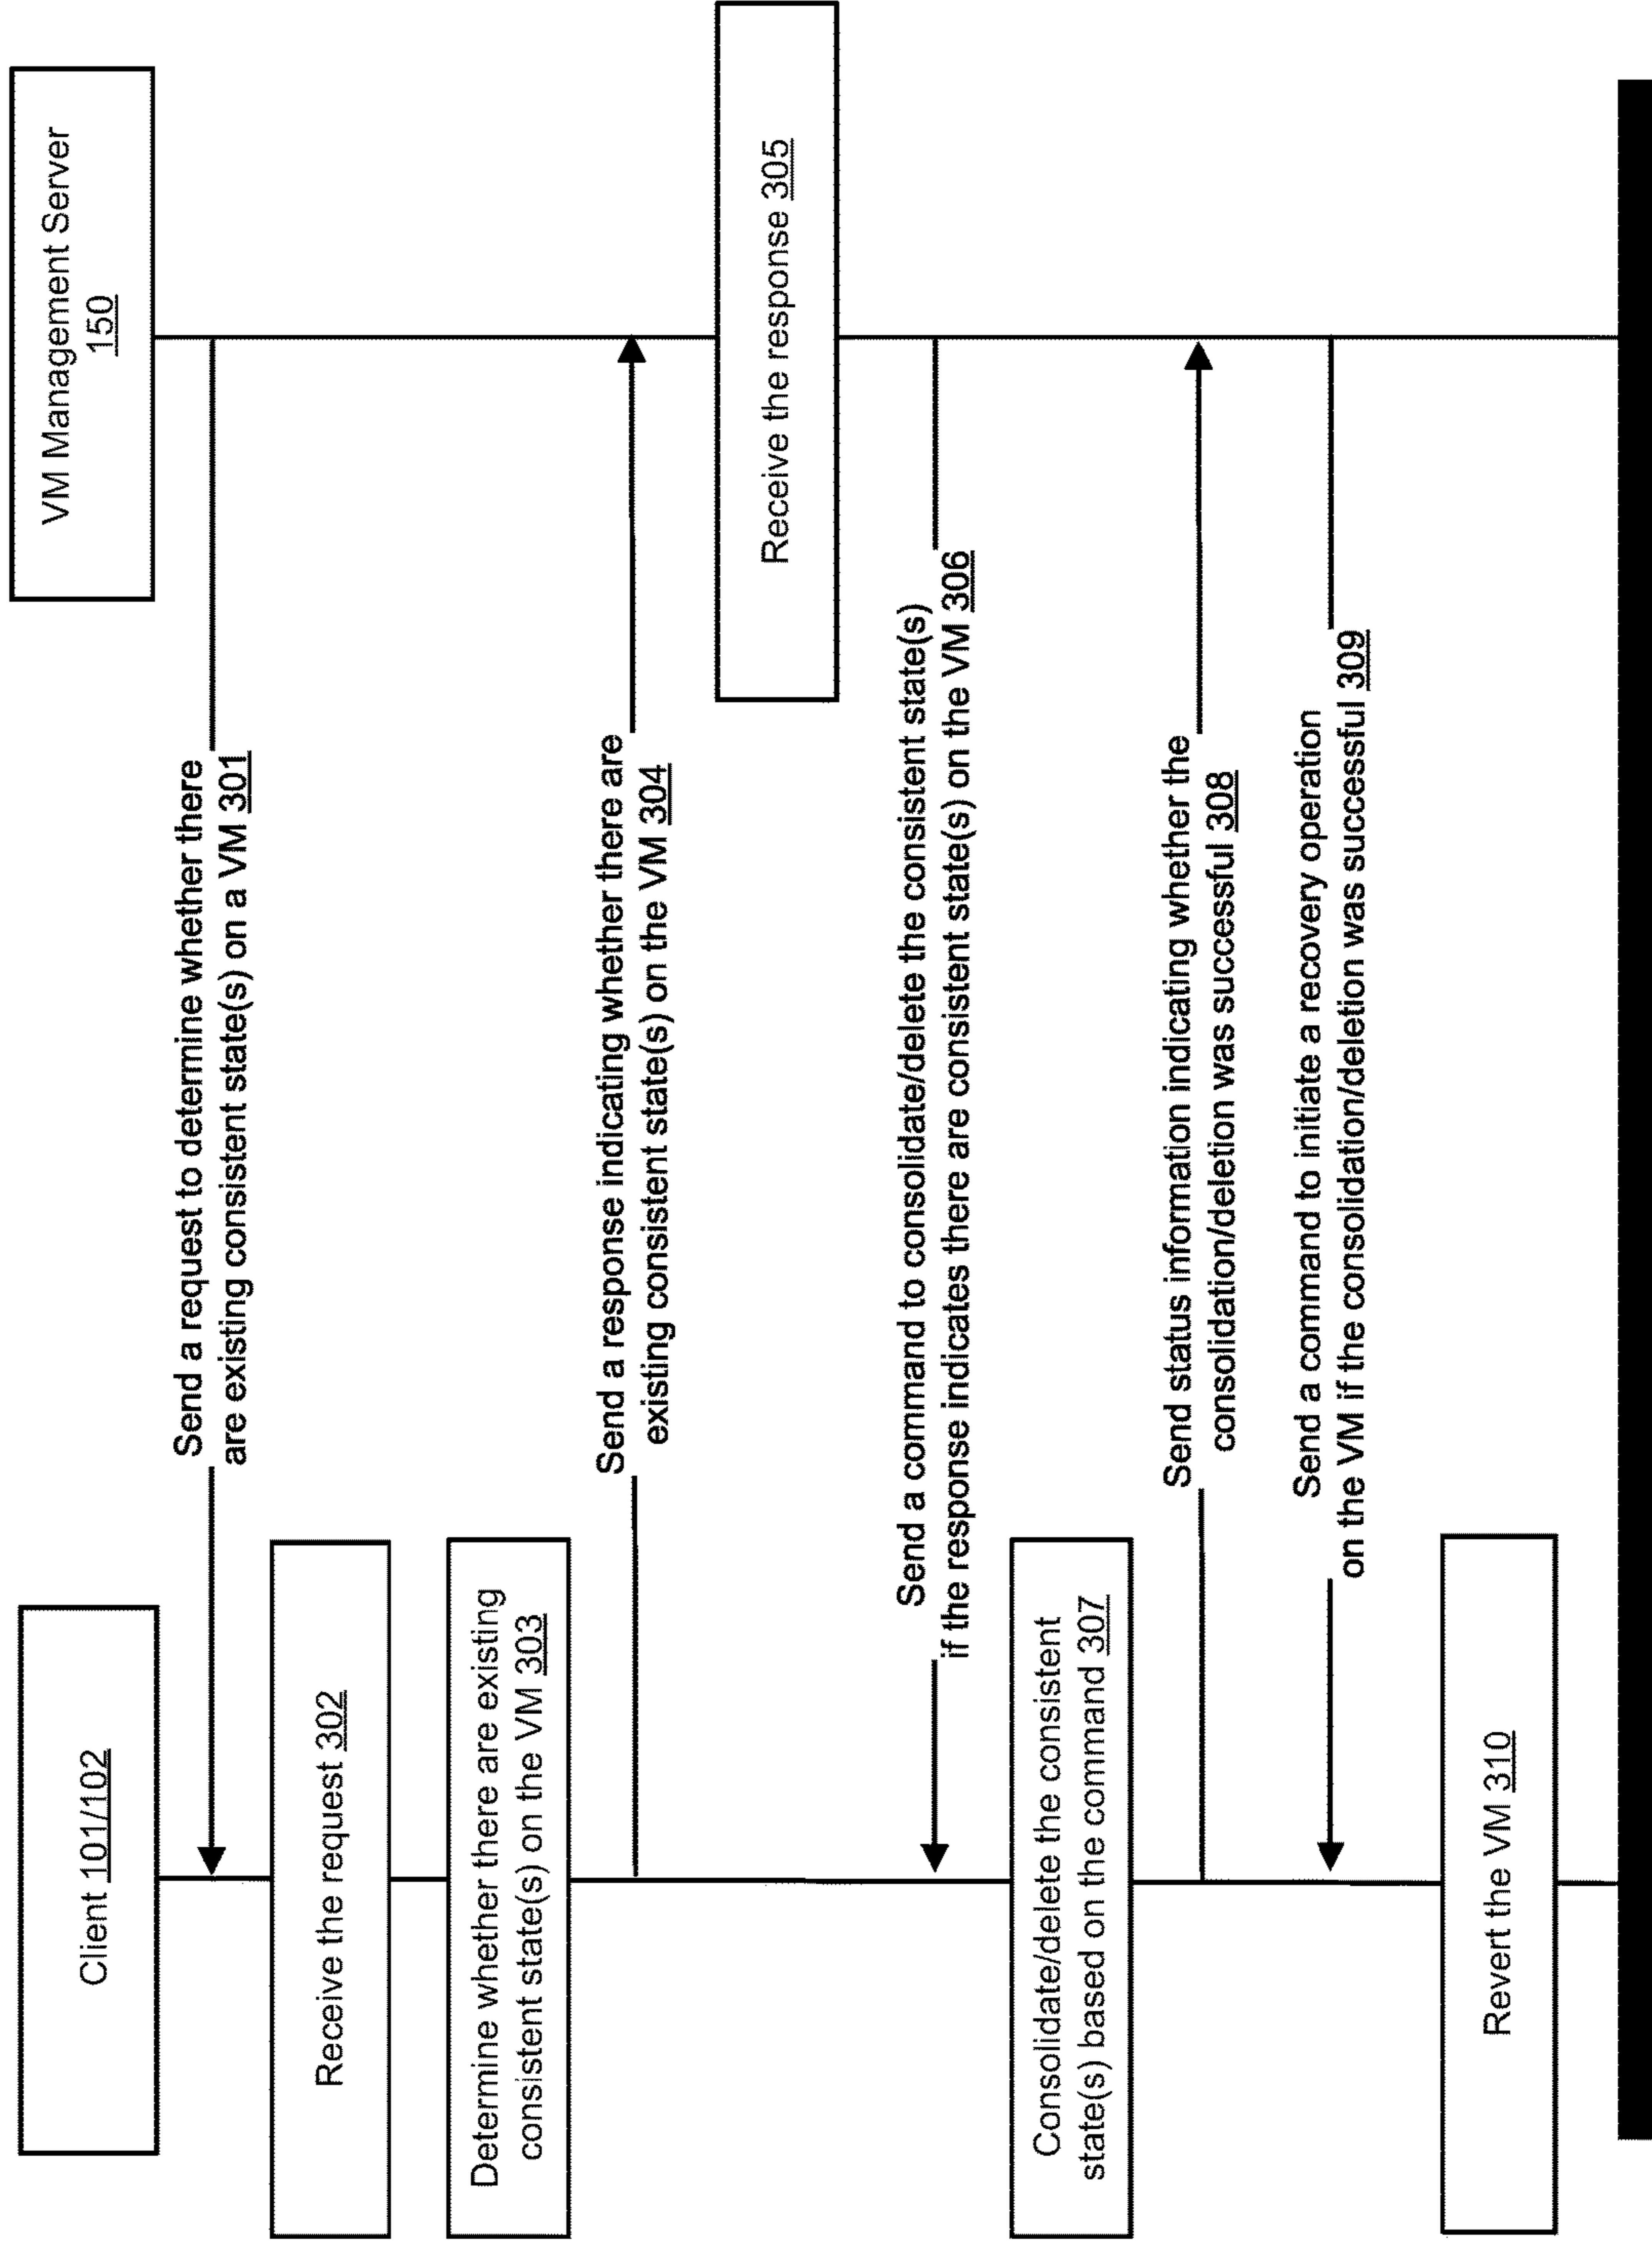 Client 101/102
VM Management Server
150
Send a request to determine whether there
are existing consistent state(s) on a VM 301
Receive the request 302
Determine whether there are existing
consistent state(s) on the VM 303
Send a response indicating whether there are
existing consistent state(s) on the VM 304
Receive the response 305
Send a command to consolidate/delete the consistent state(s)
if the response indicates there are consistent state(s) on the VM 306
Consolidate/delete the consistent
state(s) based on the command 307
Send status information indicating whether the
consolidation/deletion was successful 308
Send a command to initiate a recovery operation
on the VM if the consolidation/deletion was successful 309
Revert the VM 310